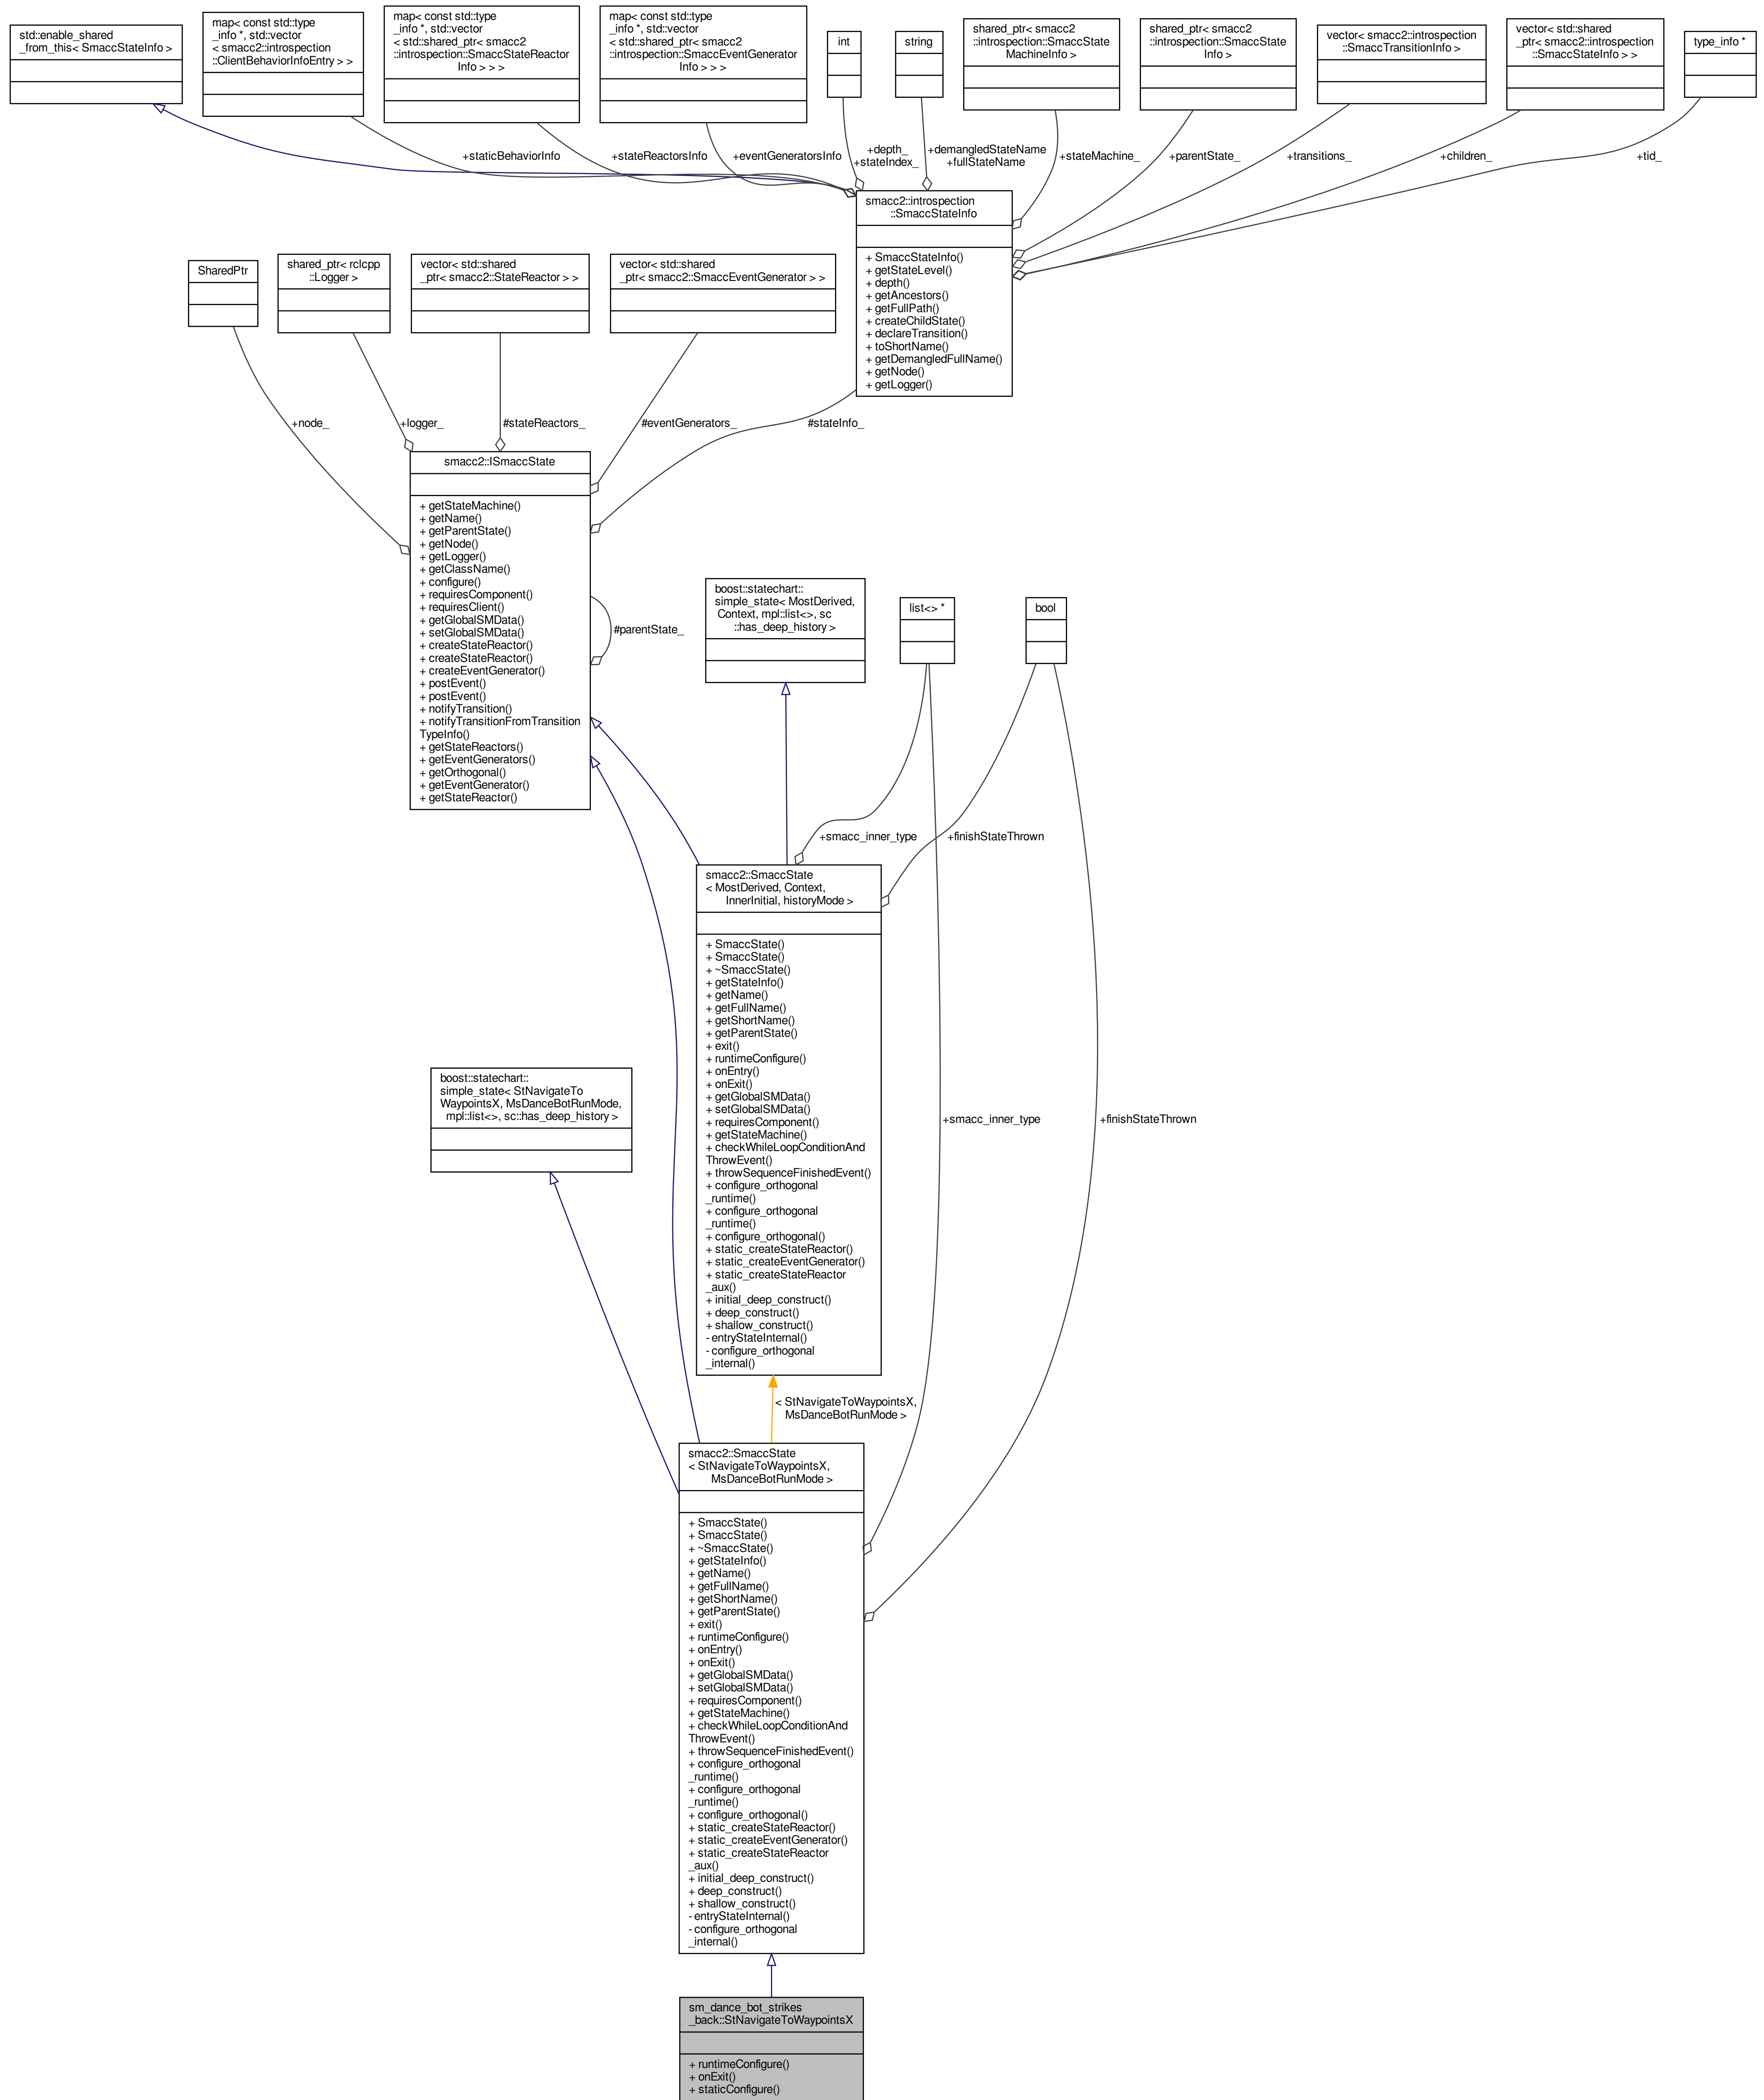 std::enable_shared
_from_this< SmaccStateInfo >
map< const std::type
_info *, std::vector
< smacc2::introspection
::ClientBehaviorInfoEntry > >
map< const std::type
_info *, std::vector
< std::shared_ptr< smacc2
::introspection::SmaccStateReactor
Info > > >
map< const std::type
_info *, std::vector
< std::shared_ptr< smacc2
::introspection::SmaccEventGenerator
Info > > >
int
string
shared_ptr< smacc2
::introspection::SmaccState
MachineInfo >
shared_ptr< smacc2
::introspection::SmaccState
Info >
vector< smacc2::introspection
::SmaccTransitionInfo >
vector< std::shared
_ptr< smacc2::introspection
::SmaccStateInfo > >
type_info *
+staticBehaviorInfo
+stateReactorsInfo
+eventGeneratorsInfo
+depth_
+stateIndex_
+demangledStateName
+fullStateName
+stateMachine_
+parentState_
+transitions_
+children_
+tid_
smacc2::introspection
::SmaccStateInfo
+ SmaccStateInfo()
+ getStateLevel()
+ depth()
+ getAncestors()
+ getFullPath()
+ createChildState()
+ declareTransition()
+ toShortName()
+ getDemangledFullName()
+ getNode()
+ getLogger()
SharedPtr
shared_ptr< rclcpp
::Logger >
vector< std::shared
_ptr< smacc2::StateReactor > >
vector< std::shared
_ptr< smacc2::SmaccEventGenerator > >
+node_
+logger_
#stateReactors_
#eventGenerators_
#stateInfo_
smacc2::ISmaccState
+ getStateMachine()
+ getName()
+ getParentState()
+ getNode()
+ getLogger()
+ getClassName()
+ configure()
+ requiresComponent()
+ requiresClient()
+ getGlobalSMData()
+ setGlobalSMData()
+ createStateReactor()
+ createStateReactor()
+ createEventGenerator()
+ postEvent()
+ postEvent()
+ notifyTransition()
+ notifyTransitionFromTransition
TypeInfo()
+ getStateReactors()
+ getEventGenerators()
+ getOrthogonal()
+ getEventGenerator()
+ getStateReactor()
#parentState_
boost::statechart::
simple_state< MostDerived,
Context, mpl::list<>, sc
::has_deep_history >
list<> *
bool
+smacc_inner_type
+finishStateThrown
smacc2::SmaccState
< MostDerived, Context,
InnerInitial, historyMode >
+ SmaccState()
+ SmaccState()
+ ~SmaccState()
+ getStateInfo()
+ getName()
+ getFullName()
+ getShortName()
+ getParentState()
+ exit()
+ runtimeConfigure()
+ onEntry()
+ onExit()
+ getGlobalSMData()
+ setGlobalSMData()
+ requiresComponent()
+ getStateMachine()
+ checkWhileLoopConditionAnd
ThrowEvent()
+ throwSequenceFinishedEvent()
+ configure_orthogonal
_runtime()
+ configure_orthogonal
_runtime()
+ configure_orthogonal()
+ static_createStateReactor()
+ static_createEventGenerator()
+ static_createStateReactor
_aux()
+ initial_deep_construct()
+ deep_construct()
+ shallow_construct()
- entryStateInternal()
- configure_orthogonal
_internal()
boost::statechart::
simple_state< StNavigateTo
WaypointsX, MsDanceBotRunMode,
mpl::list<>, sc::has_deep_history >
+smacc_inner_type
+finishStateThrown
< StNavigateToWaypointsX,
MsDanceBotRunMode >
smacc2::SmaccState
< StNavigateToWaypointsX,
MsDanceBotRunMode >
+ SmaccState()
+ SmaccState()
+ ~SmaccState()
+ getStateInfo()
+ getName()
+ getFullName()
+ getShortName()
+ getParentState()
+ exit()
+ runtimeConfigure()
+ onEntry()
+ onExit()
+ getGlobalSMData()
+ setGlobalSMData()
+ requiresComponent()
+ getStateMachine()
+ checkWhileLoopConditionAnd
ThrowEvent()
+ throwSequenceFinishedEvent()
+ configure_orthogonal
_runtime()
+ configure_orthogonal
_runtime()
+ configure_orthogonal()
+ static_createStateReactor()
+ static_createEventGenerator()
+ static_createStateReactor
_aux()
+ initial_deep_construct()
+ deep_construct()
+ shallow_construct()
- entryStateInternal()
- configure_orthogonal
_internal()
sm_dance_bot_strikes
_back::StNavigateToWaypointsX
+ runtimeConfigure()
+ onExit()
+ staticConfigure()